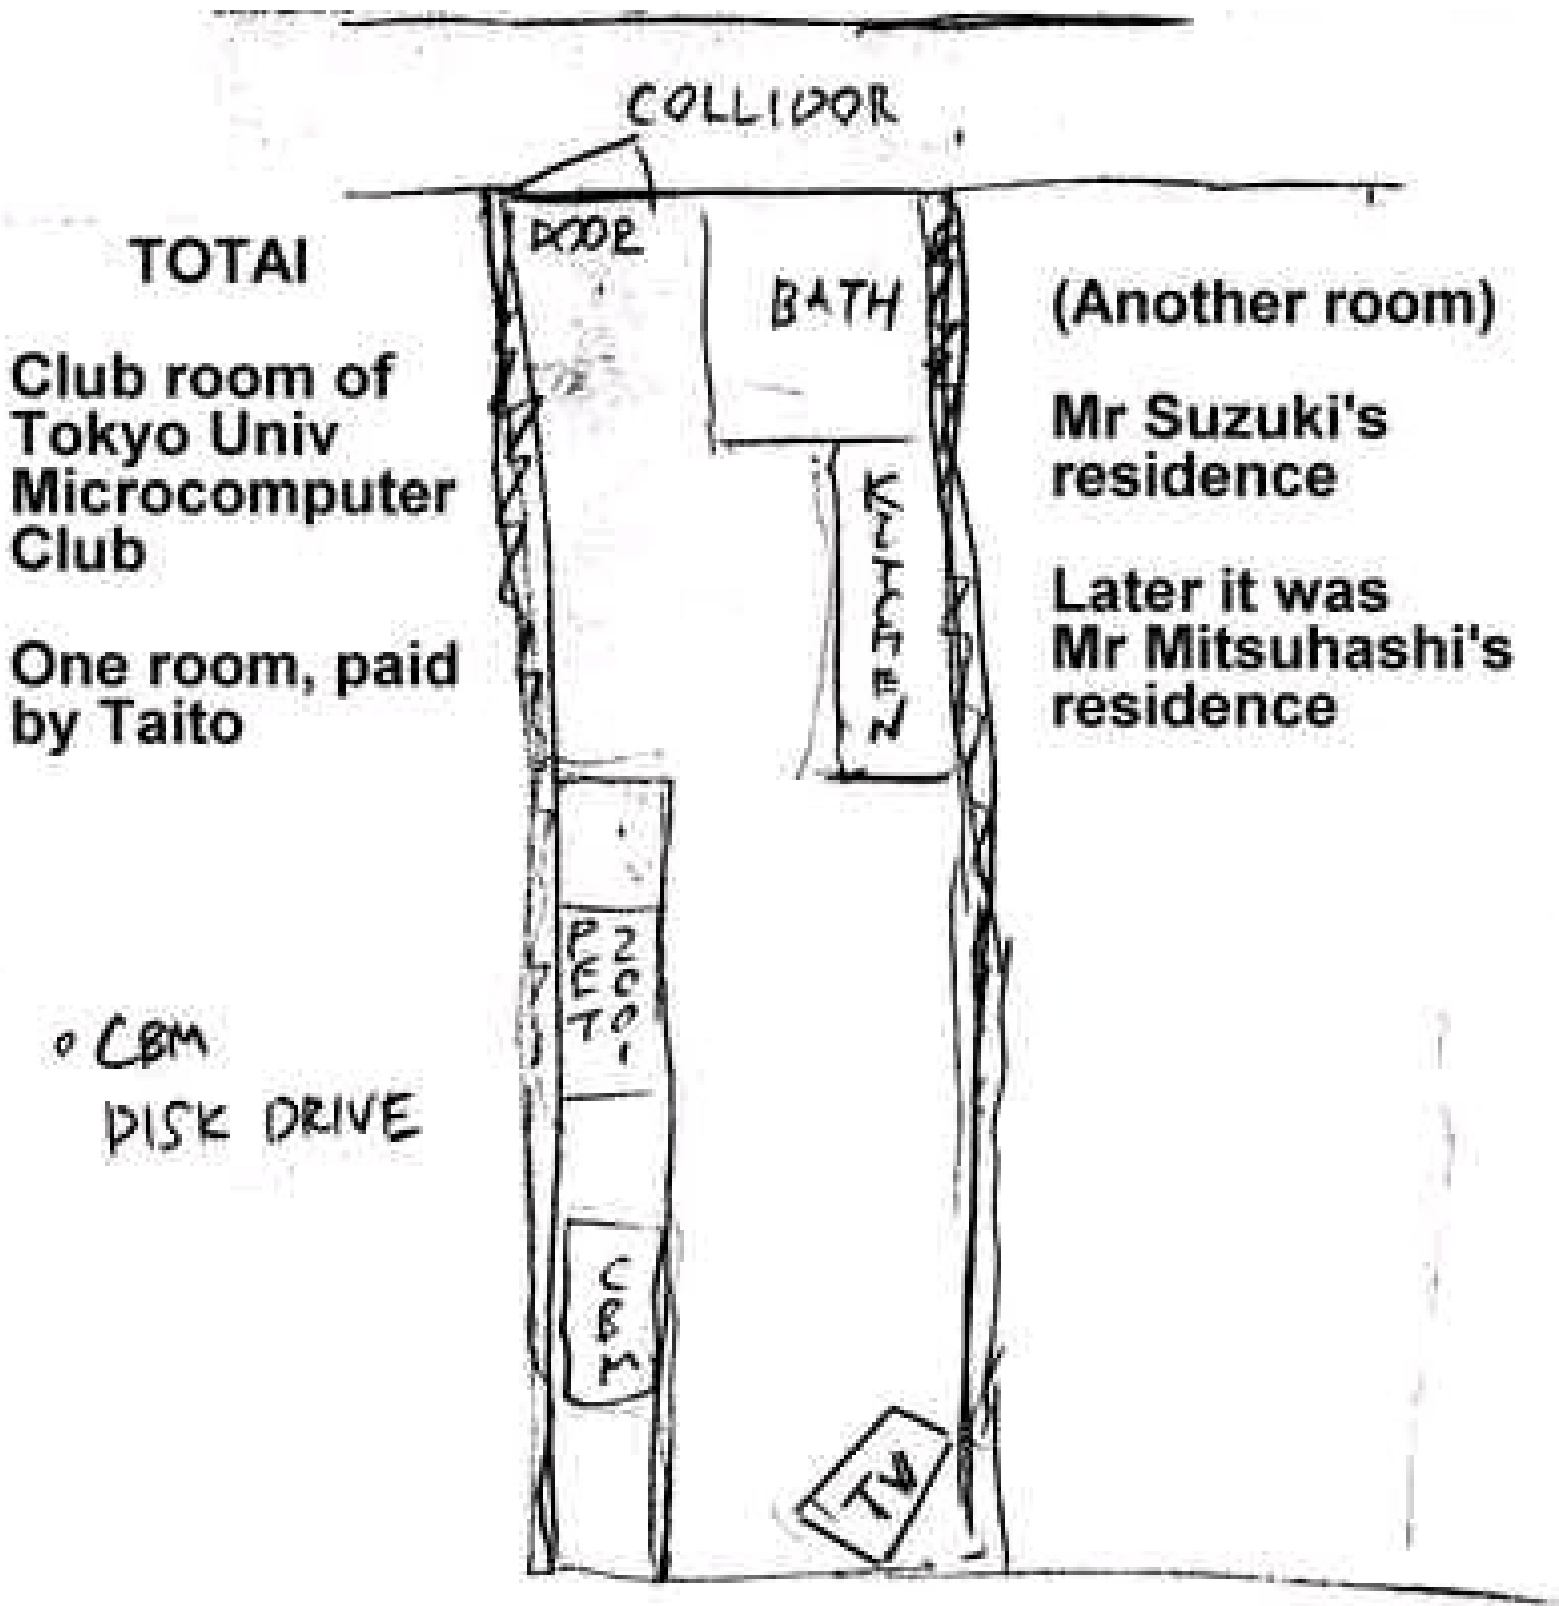 COLLIDOR
DOOR
BATH
KITCHEN
TOTAI
Club room of
Tokyo Univ
Microcomputer
Club
One room, paid
by Taito
(Another room)
Mr Suzuki's
residence
Later it was
Mr Mitsuhashi's
residence
PET
2001
• CBM
DISK DRIVE
CBM
TV